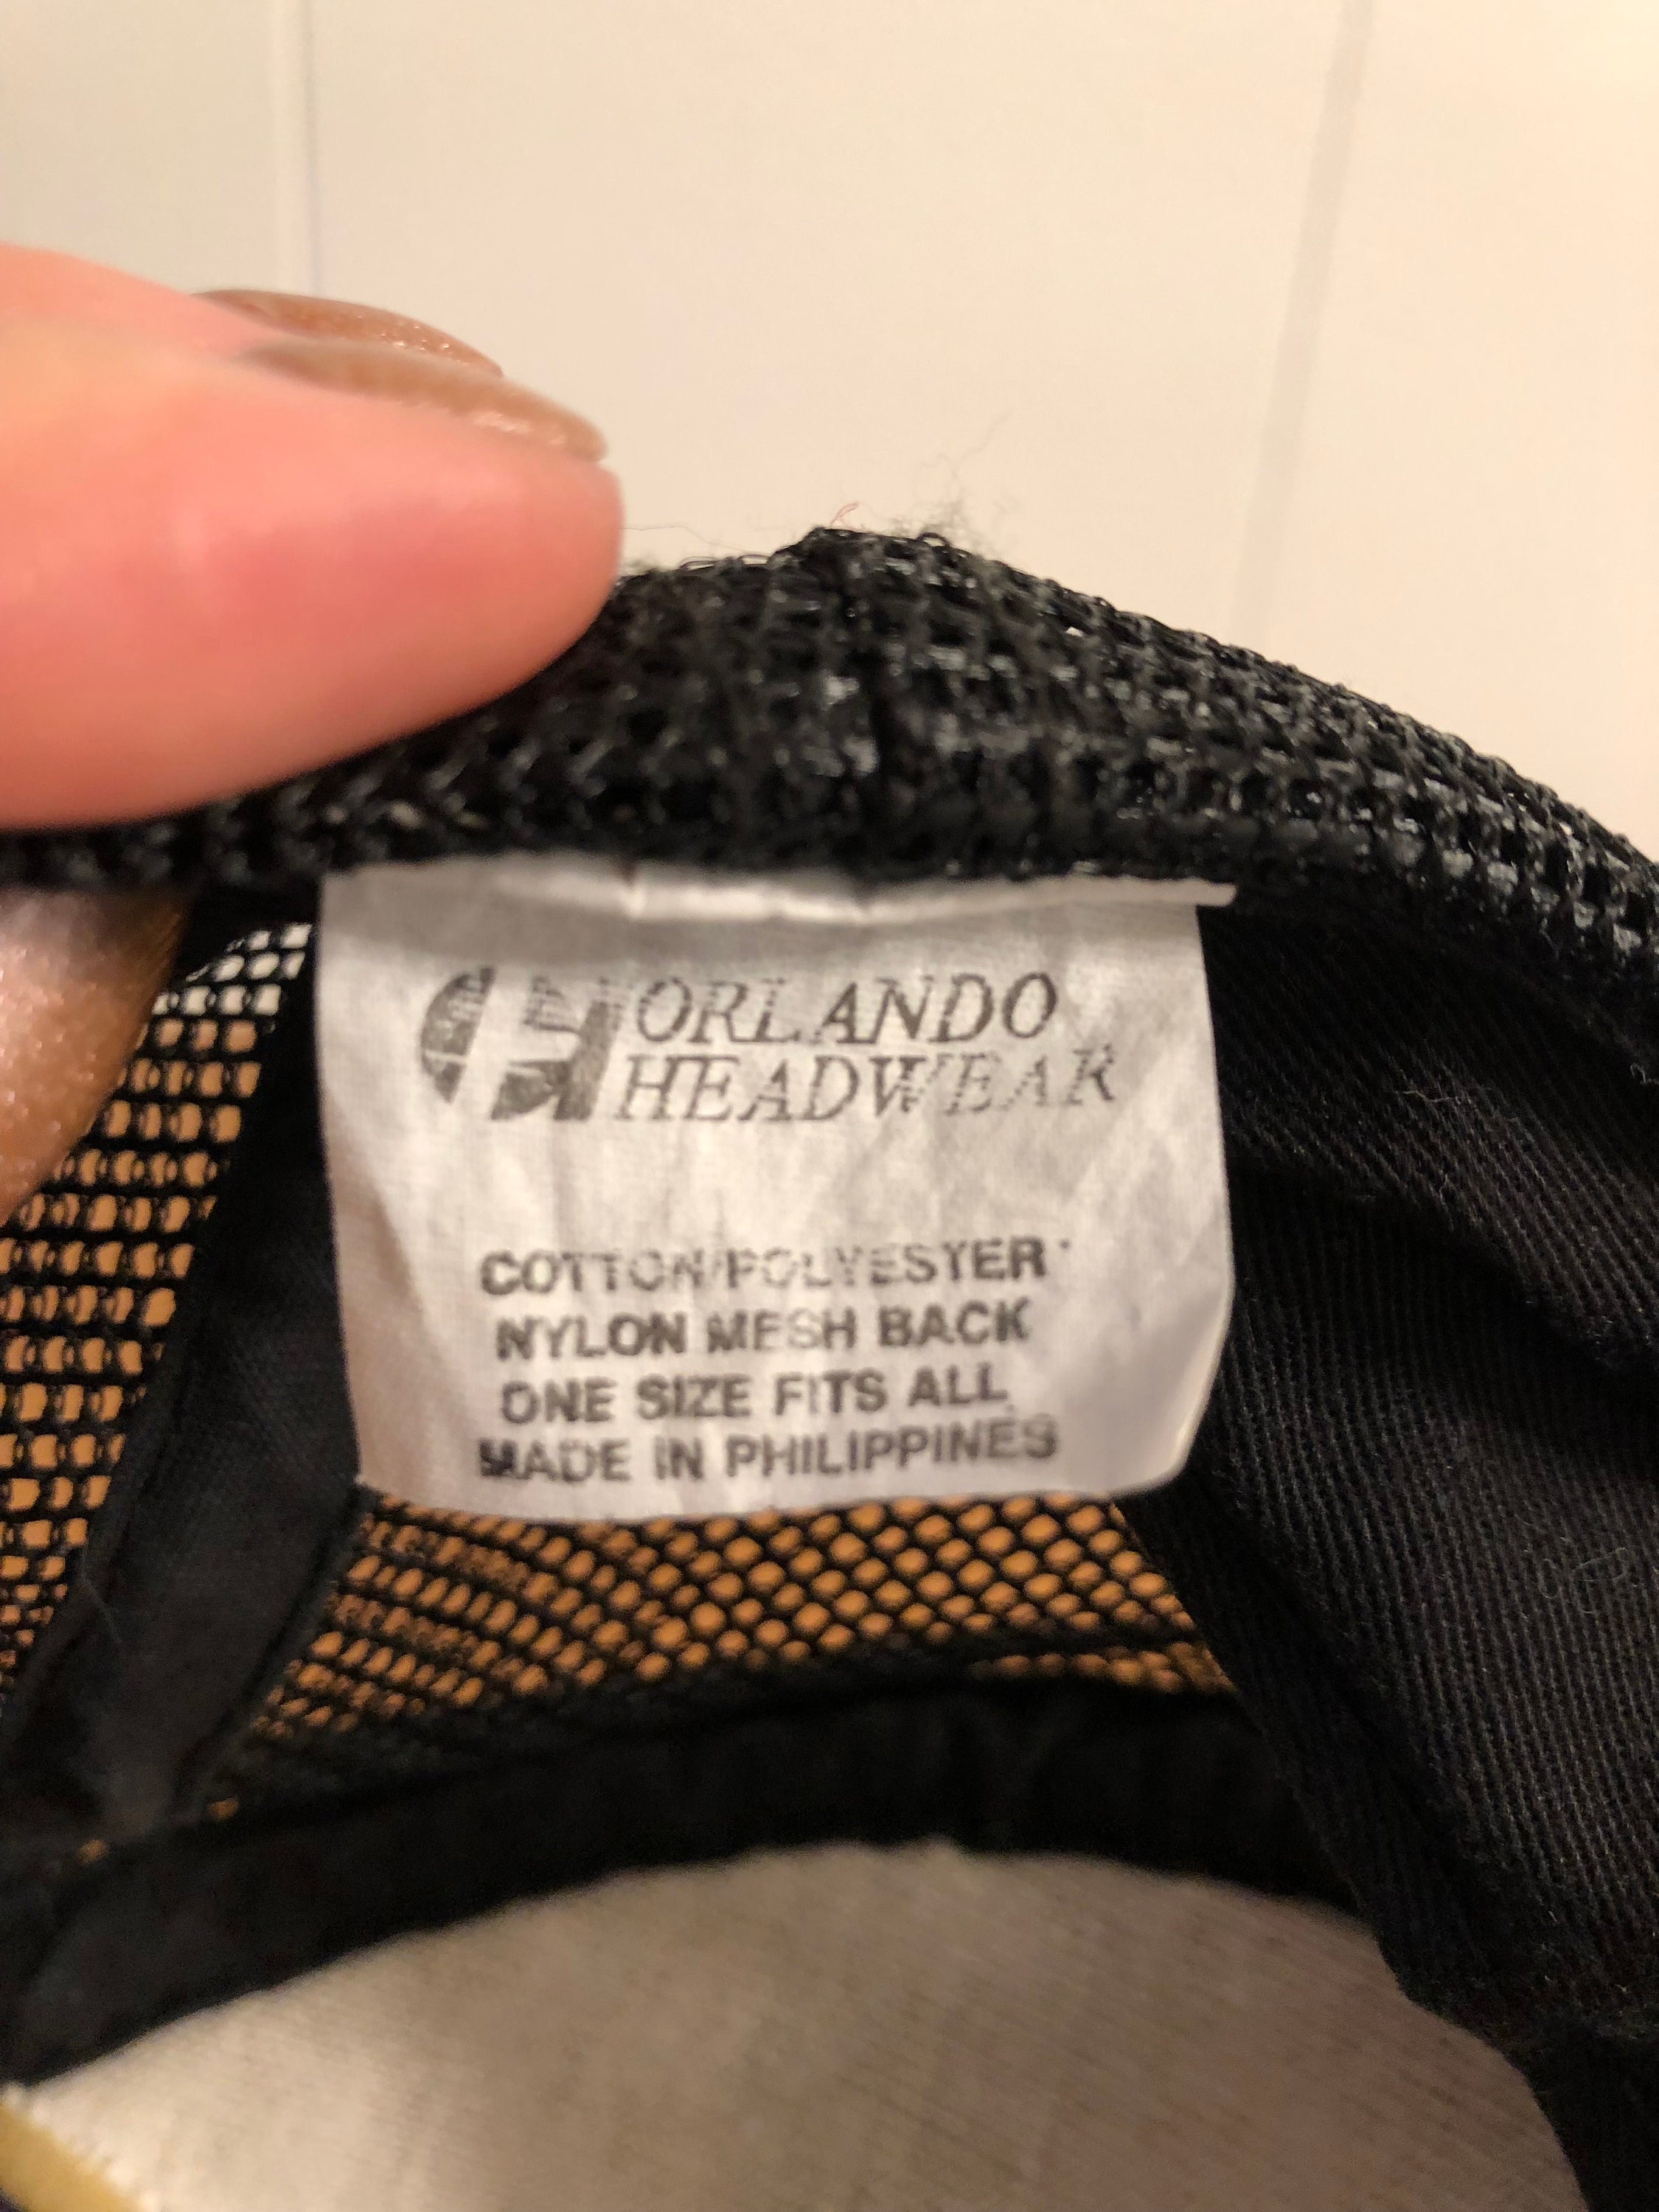 ORLANDO
HEADWEAR
COTTON/POLYESTER
NYLON MESH BACK
ONE SIZE FITS ALL
MADE IN PHILIPPINES